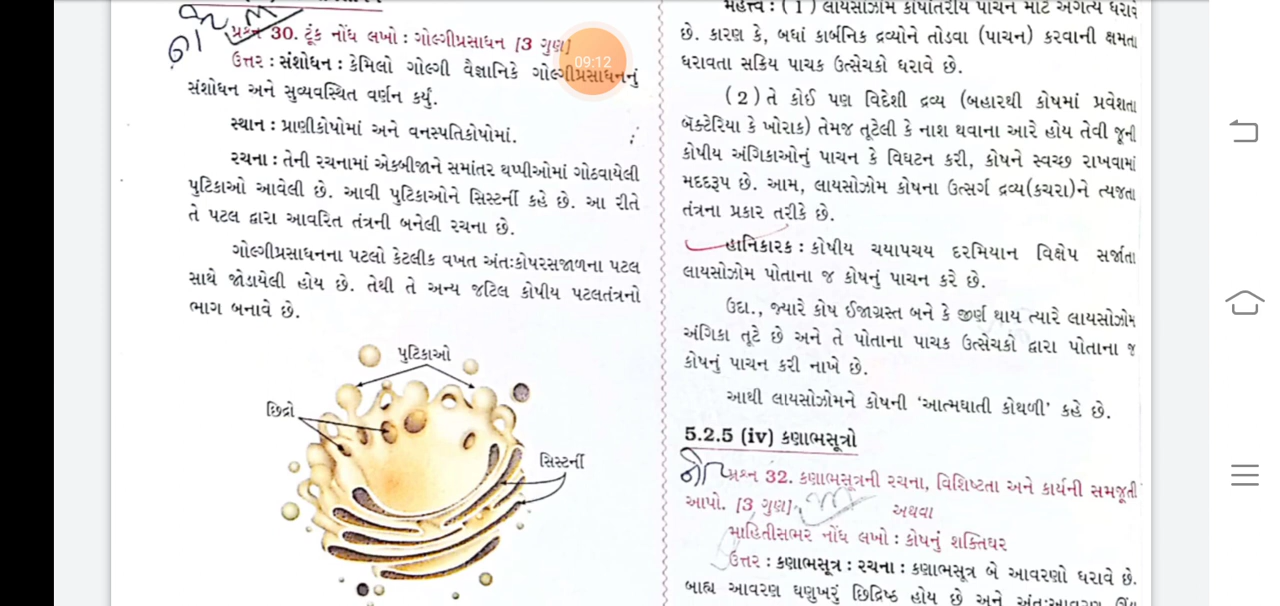 પ્રશ્ન 30. ટૂંક નોંધ લખો : ગોલ્ગીપ્રસાધન [3 ગુણ]
ઉત્તર : સંશોધન : કેમિલો ગોલ્ગી વૈજ્ઞાનિકે ગોલ્ગીપ્રસાધનનું
સંશોધન અને સુવ્યવસ્થિત વર્ણન કર્યું.
સ્થાન : પ્રાણીકોષોમાં અને વનસ્પતિકોષોમાં.
રચના : તેની રચનામાં એકબીજાને સમાંતર થપ્પીઓમાં ગોઠવાયેલી
પુટિકાઓ આવેલી છે. આવી પુટિકાઓને સિસ્ટર્ની કહે છે. આ રીતે
તે પટલ દ્વારા આવરિત તંત્રની બનેલી રચના છે.
ગોલ્ગીપ્રસાધનના પટલો કેટલીક વખત અંતઃકોષરસજાળના પટલ
સાથે જોડાયેલી હોય છે. તેથી તે અન્ય જટિલ કોષીય પટલતંત્રનો
ભાગ બનાવે છે.
પુટિકાઓ
છિદ્રો
સિસ્ટર્ની
09:12
મહત્ત્વ : (1) લાયસોઝોમ કોષાંતરીય પાચન માટે અગત્ય ધરાવે
છે. કારણ કે, બધાં કાર્બનિક દ્રવ્યોને તોડવા (પાચન) કરવાની ક્ષમતા
ધરાવતા સક્રિય પાચક ઉત્સેચકો ધરાવે છે.
(2) તે કોઈ પણ વિદેશી દ્રવ્ય (બહારથી કોષમાં પ્રવેશતા
બૅક્ટેરિયા કે ખોરાક) તેમજ તૂટેલી કે નાશ થવાના આરે હોય તેવી જૂની
કોષીય અંગિકાઓનું પાચન કે વિઘટન કરી, કોષને સ્વચ્છ રાખવામાં
મદદરૂપ છે. આમ, લાયસોઝોમ કોષના ઉત્સર્ગ દ્રવ્ય(કચરા)ને ત્યજતા
તંત્રના પ્રકાર તરીકે છે.
હાનિકારક : કોષીય ચયાપચય દરમિયાન વિક્ષેપ સર્જાતા
લાયસોઝોમ પોતાના જ કોષનું પાચન કરે છે.
ઉદા., જ્યારે કોષ ઈજાગ્રસ્ત બને કે જીર્ણ થાય ત્યારે લાયસોઝોમ
અંગિકા તૂટે છે અને તે પોતાના પાચક ઉત્સેચકો દ્વારા પોતાના જ
કોષનું પાચન કરી નાખે છે.
આથી લાયસોઝોમને કોષની 'આત્મઘાતી કોથળી' કહે છે.
5.2.5 (iv) કણાભસૂત્રો
પ્રશ્ન 32. કણાભસૂત્રની રચના, વિશિષ્ટતા અને કાર્યની સમજૂતી
આપો. [3 ગુણ]
અથવા
માહિતીસભર નોંધ લખો : કોષનું શક્તિઘર
ઉત્તર : કણાભસૂત્ર : રચના : કણાભસૂત્ર બે આવરણો ધરાવે છે.
બાહ્ય આવરણ ઘણુખરું છિદ્રિષ્ઠ હોય છે અને અંતઃઆવરણ